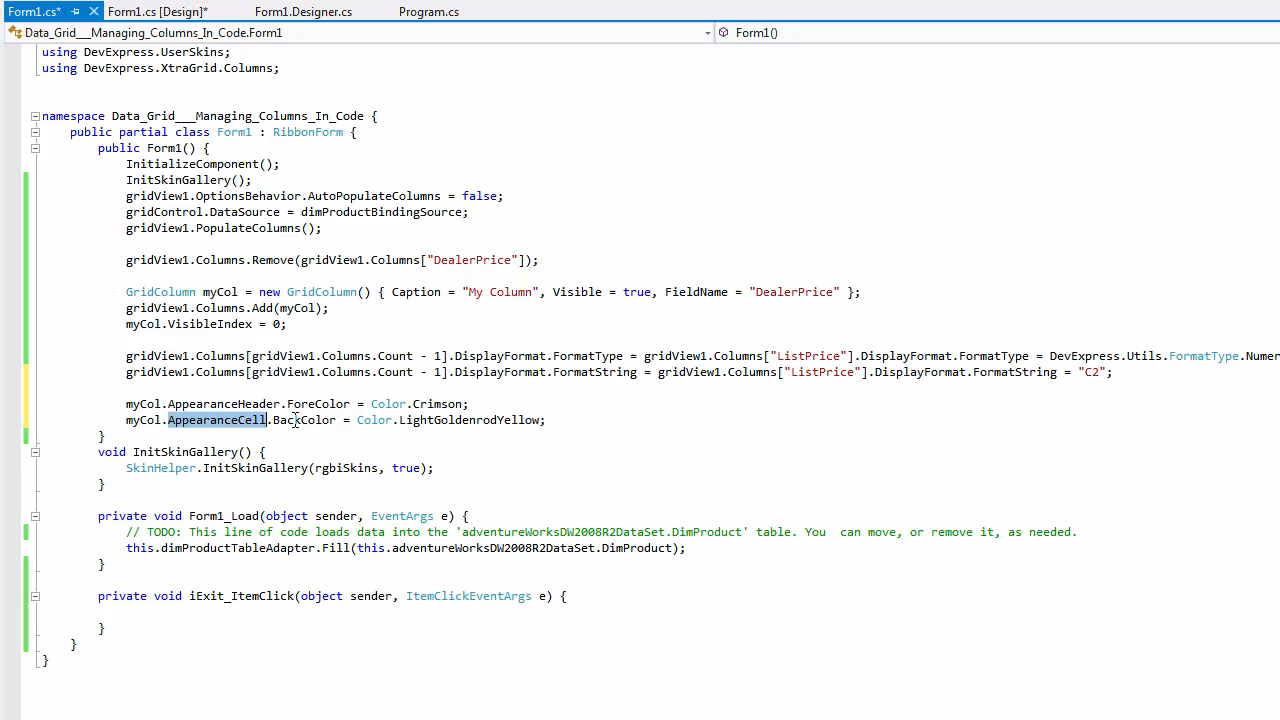 Form1.cs* Form1.cs [Design]* Form1.Designer.cs Program.cs
Data_Grid___Managing_Columns_In_Code.Form1 Form1()
using DevExpress.UserSkins;
using DevExpress.XtraGrid.Columns;
namespace Data_Grid___Managing_Columns_In_Code {
public partial class Form1 : RibbonForm {
public Form1() {
InitializeComponent();
InitSkinGallery();
gridView1.OptionsBehavior.AutoPopulateColumns = false;
gridControl.DataSource = dimProductBindingSource;
gridView1.PopulateColumns();
gridView1.Columns.Remove(gridView1.Columns["DealerPrice"]);
GridColumn myCol = new GridColumn() { Caption = "My Column", Visible = true, FieldName = "DealerPrice" };
gridView1.Columns.Add(myCol);
myCol.VisibleIndex = 0;
gridView1.Columns[gridView1.Columns.Count - 1].DisplayFormat.FormatType = gridView1.Columns["ListPrice"].DisplayFormat.FormatType = DevExpress.Utils.FormatType.Numer
gridView1.Columns[gridView1.Columns.Count - 1].DisplayFormat.FormatString = gridView1.Columns["ListPrice"].DisplayFormat.FormatString = "C2";
myCol.AppearanceHeader.ForeColor = Color.Crimson;
myCol.AppearanceCell.BackColor = Color.LightGoldenrodYellow;
}
void InitSkinGallery() {
SkinHelper.InitSkinGallery(rgbiSkins, true);
}
private void Form1_Load(object sender, EventArgs e) {
// TODO: This line of code loads data into the 'adventureWorksDW2008R2DataSet.DimProduct' table. You  can move, or remove it, as needed.
this.dimProductTableAdapter.Fill(this.adventureWorksDW2008R2DataSet.DimProduct);
}
private void iExit_ItemClick(object sender, ItemClickEventArgs e) {
}
}
}